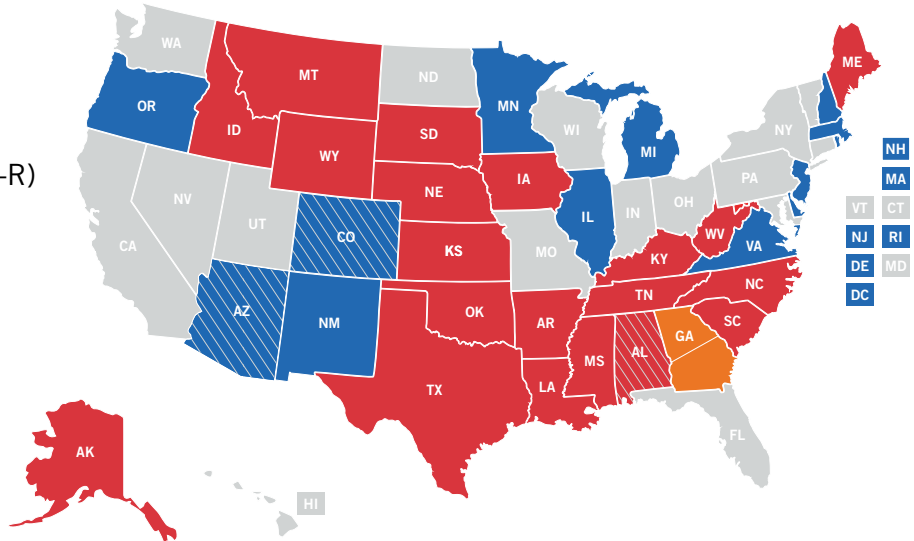 WA
MT
ND
MN
ME
OR
ID
SD
WI
NY
MI
WY
NH
IA
PA
NE
MA
NV
OH
IN
IL
UT
VT CT
CO
WV
CA
VA
NJ RI
KS
MO
KY
DE MD
NC
TN
DC
AZ
NM
OK
AR
SC
GA
AL
MS
TX
LA
FL
AK
HI
-R)